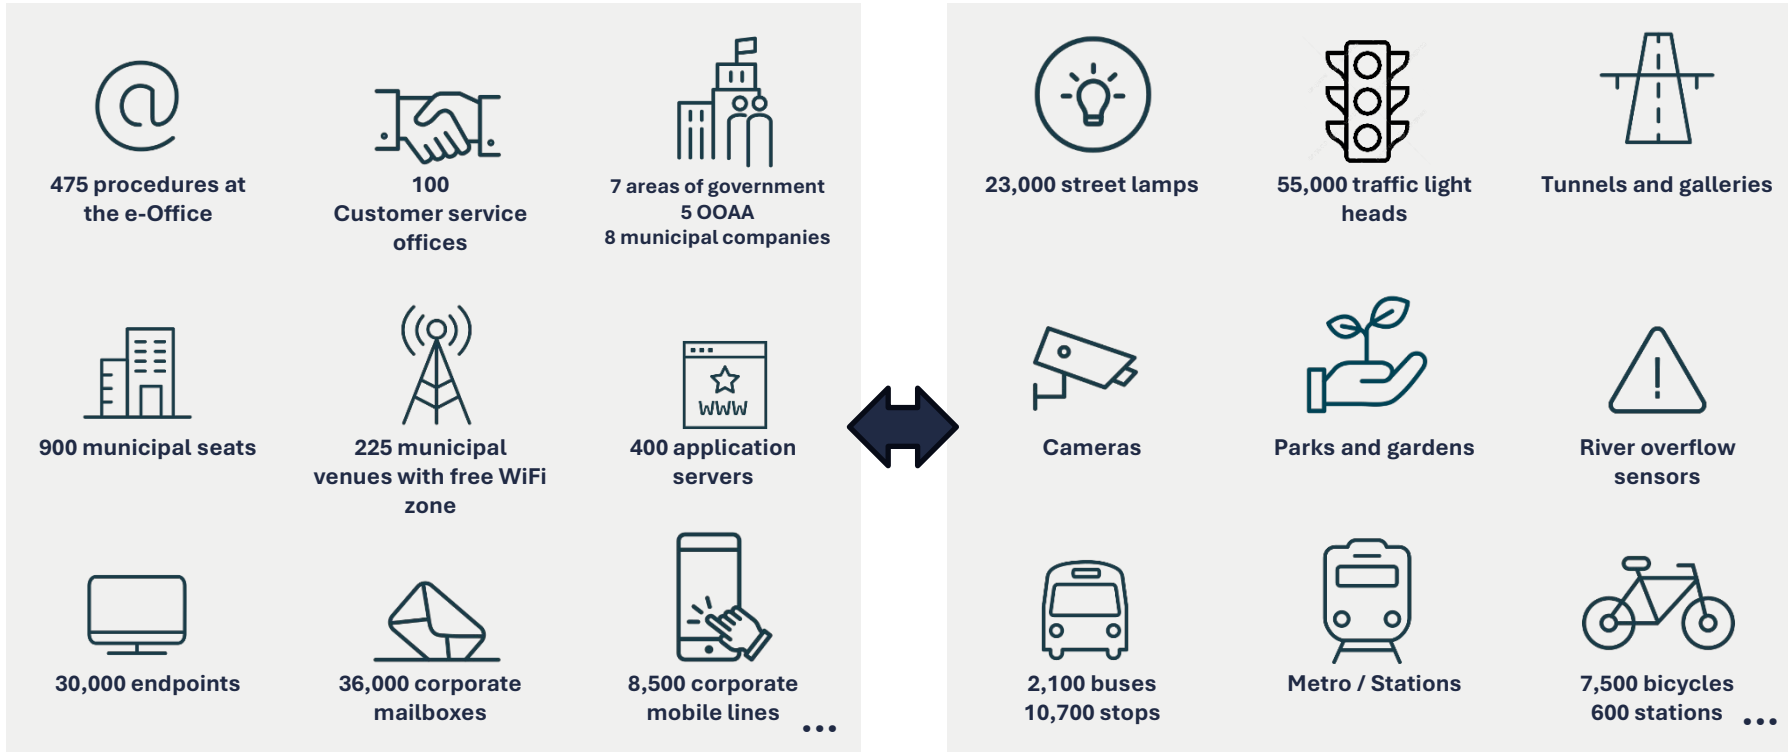 475 procedures at
the e-Office
100
Customer service
offices
7 areas of government
5 OOAA
8 municipal companies
900 municipal seats
225 municipal
venues with free WiFi
zone
WWW
400 application
servers
30,000 endpoints
36,000 corporate
mailboxes
8,500 corporate
mobile lines
...
23,000 street lamps
55,000 traffic light
heads
Tunnels and galleries
Cameras
Parks and gardens
River overflow
sensors
2,100 buses
10,700 stops
Metro / Stations
7,500 bicycles
600 stations
...